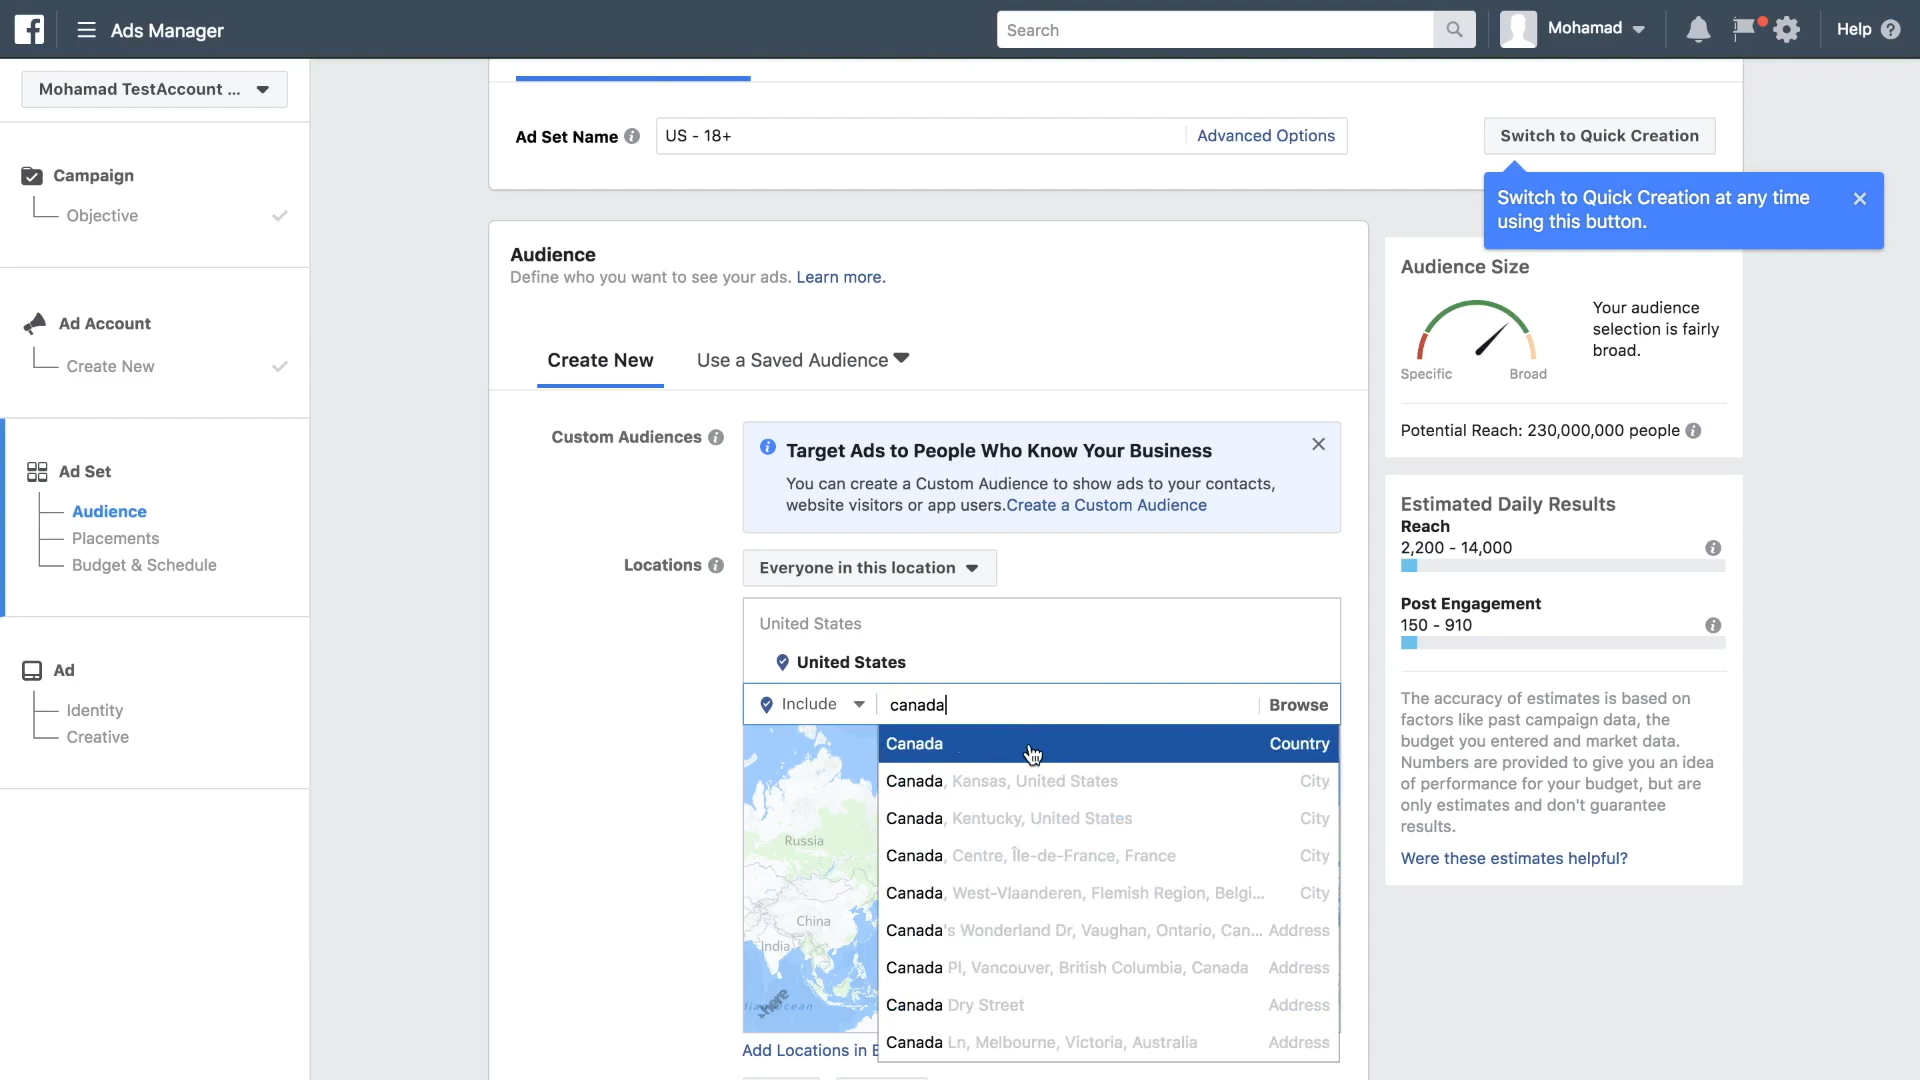 Ads Manager
Search
Mohamad
Help
Mohamad TestAccount ...
Campaign
Objective
Ad Account
Create New
Ad Set
Audience
Placements
Budget & Schedule
Ad
Identity
Creative
Ad Set Name
US - 18+
Advanced Options
Switch to Quick Creation
Switch to Quick Creation at any time
using this button.
Audience
Define who you want to see your ads. Learn more.
Create New
Use a Saved Audience
Custom Audiences
Target Ads to People Who Know Your Business
You can create a Custom Audience to show ads to your contacts,
website visitors or app users.Create a Custom Audience
Locations
Everyone in this location
United States
United States
Include
canada
Browse
Canada Country
Canada, Kansas, United States City
Canada, Kentucky, United States City
Canada, Centre, Île-de-France, France City
Canada, West-Vlaanderen, Flemish Region, Belgi... City
Canada's Wonderland Dr, Vaughan, Ontario, Can... Address
Canada Pl, Vancouver, British Columbia, Canada Address
Canada Dry Street Address
Canada Ln, Melbourne, Victoria, Australia Address
Russia
China
India
here
Add Locations in
Audience Size
Specific
Broad
Your audience
selection is fairly
broad.
Potential Reach: 230,000,000 people
Estimated Daily Results
Reach
2,200 - 14,000
Post Engagement
150 - 910
The accuracy of estimates is based on
factors like past campaign data, the
budget you entered and market data.
Numbers are provided to give you an idea
of performance for your budget, but are
only estimates and don't guarantee
results.
Were these estimates helpful?